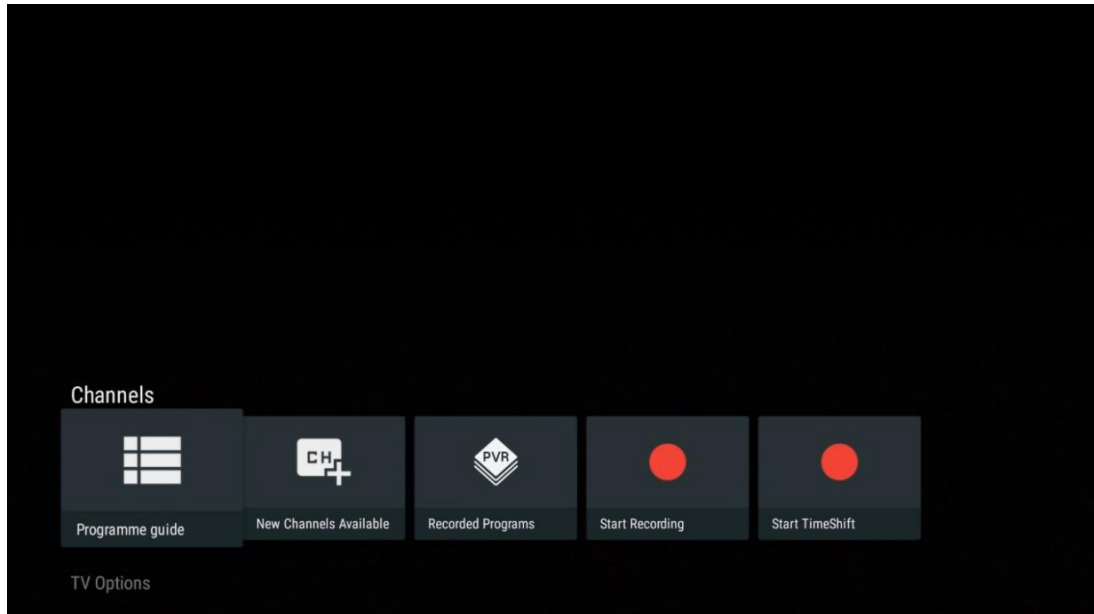 Channels
CH
PVR
Programme guide
New Channels Available
Recorded Programs
Start Recording
Start TimeShift
TV Options